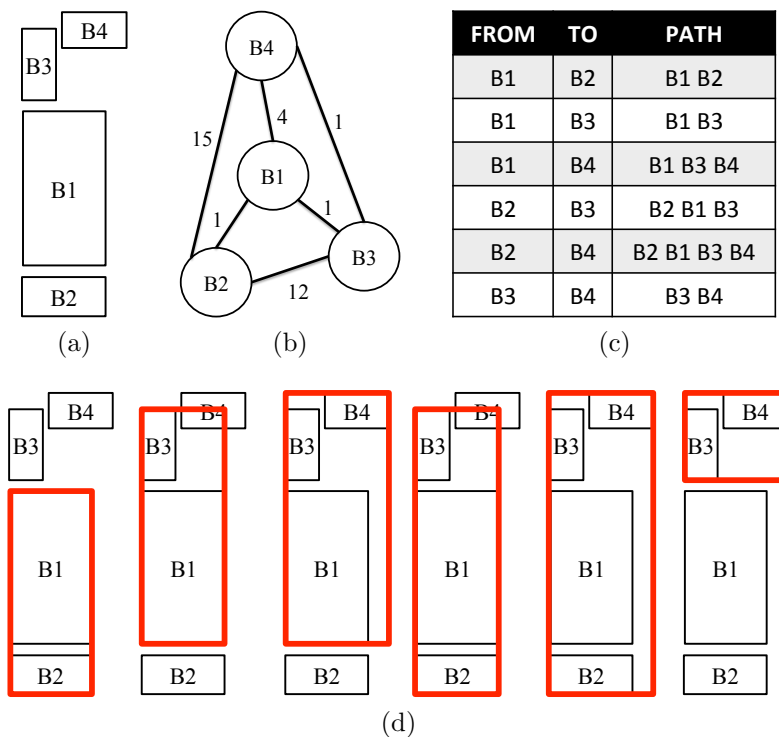 B4
B3
B1
B2
(a)
B4
4
1
15
B1
1
1
B3
B2
12
(b)
FROM TO PATH
B1 B2 B1 B2
B1 B3 B1 B3
B1 B4 B1 B3 B4
B2 B3 B2 B1 B3
B2 B4 B2 B1 B3 B4
B3 B4 B3 B4
(c)
B4 B4 B4 B4 B4 B4
B3 B3 B3 B3 B3 B3
B1 B1 B1 B1 B1 B1
B2 B2 B2 B2 B2 B2
(d)